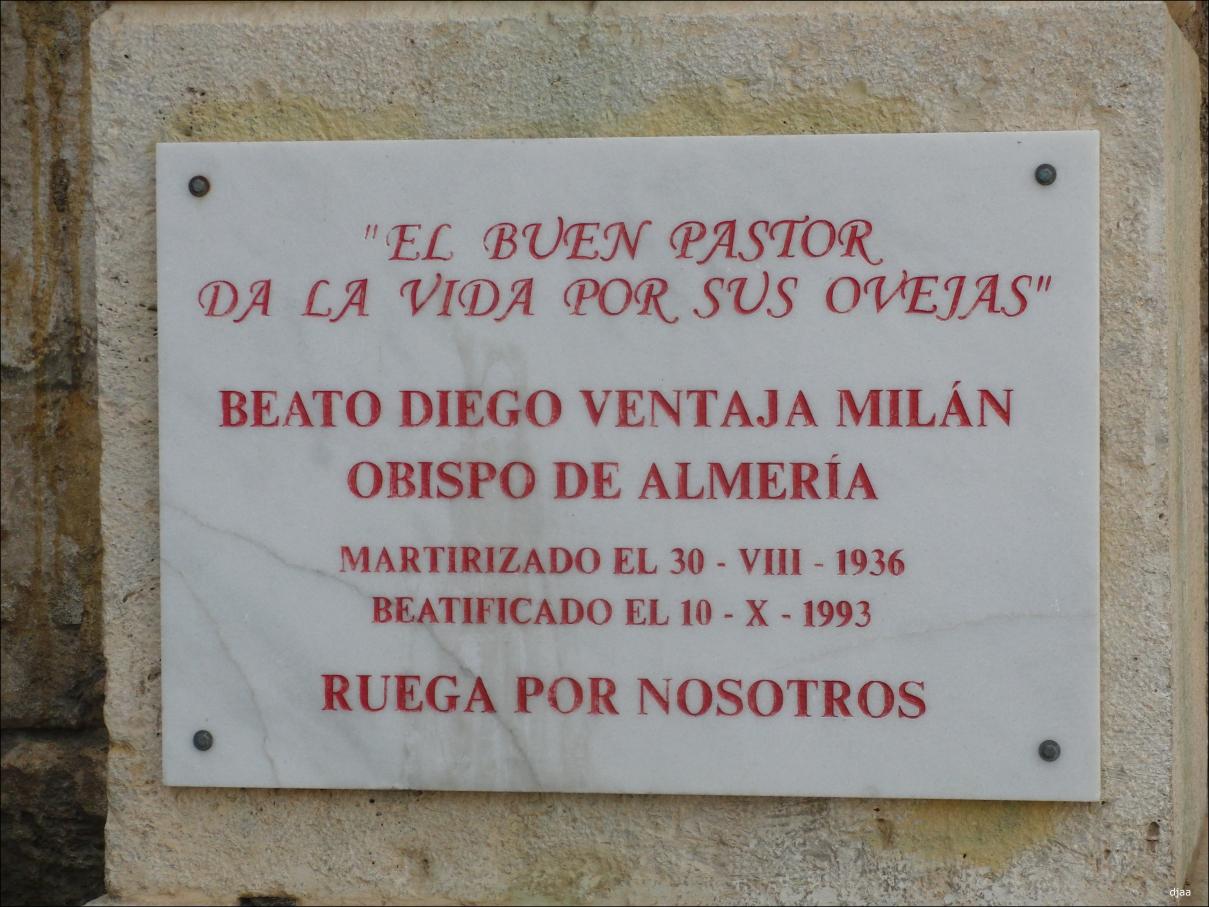 "EL BUEN PASTOR
DA LA VIDA POR SUS OVEJAS"
BEATO DIEGO VENTAJA MILÁN
OBISPO DE ALMERÍA
MARTIRIZADO EL 30 - VIII - 1936
BEATIFICADO EL 10 - X - 1993
RUEGA POR NOSOTROS
djaa